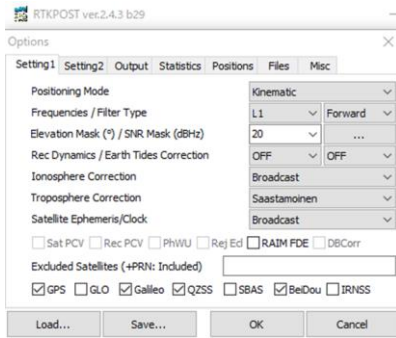 RTKPOST ver.2.4.3 b29
Options
Setting1 Setting2 Output Statistics Positions Files Misc
Positioning Mode Kinematic
Frequencies / Filter Type L1 Forward
Elevation Mask (°) / SNR Mask (dBHz) 20 ...
Rec Dynamics / Earth Tides Correction OFF OFF
Ionosphere Correction Broadcast
Troposphere Correction Saastamoinen
Satellite Ephemeris/Clock Broadcast
Sat PCV Rec PCV PhWU Rej Ed RAIM FDE DBCorr
Excluded Satellites (+PRN: Included)
GPS GLO Galileo QZSS SBAS BeiDou IRNSS
Load... Save... OK Cancel